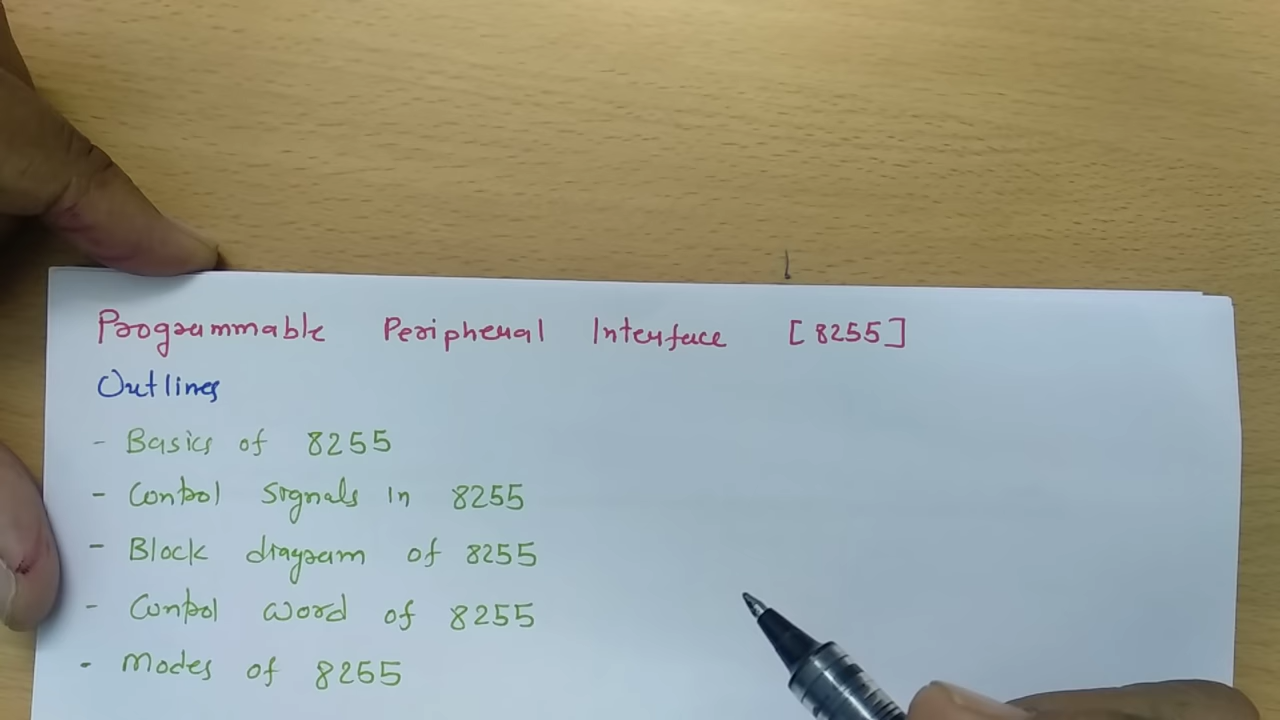 Programmable Peripheral Interface [8255]
Outlines
- Basics of 8255
- Control signals in 8255
- Block diagram of 8255
- Control word of 8255
- Modes of 8255